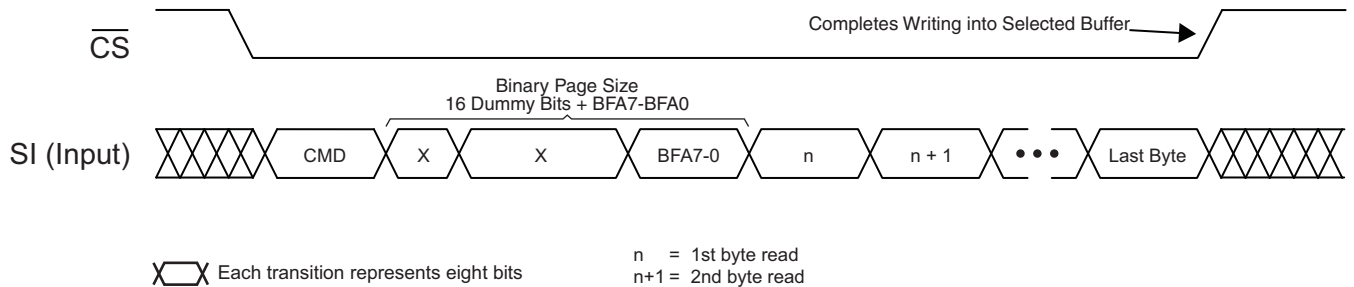 Completes Writing into Selected Buffer
CS
Binary Page Size
16 Dummy Bits + BFA7-BFA0
SI (Input)
CMD X X BFA7-0 n n + 1 ••• Last Byte
Each transition represents eight bits
n = 1st byte read
n+1 = 2nd byte read